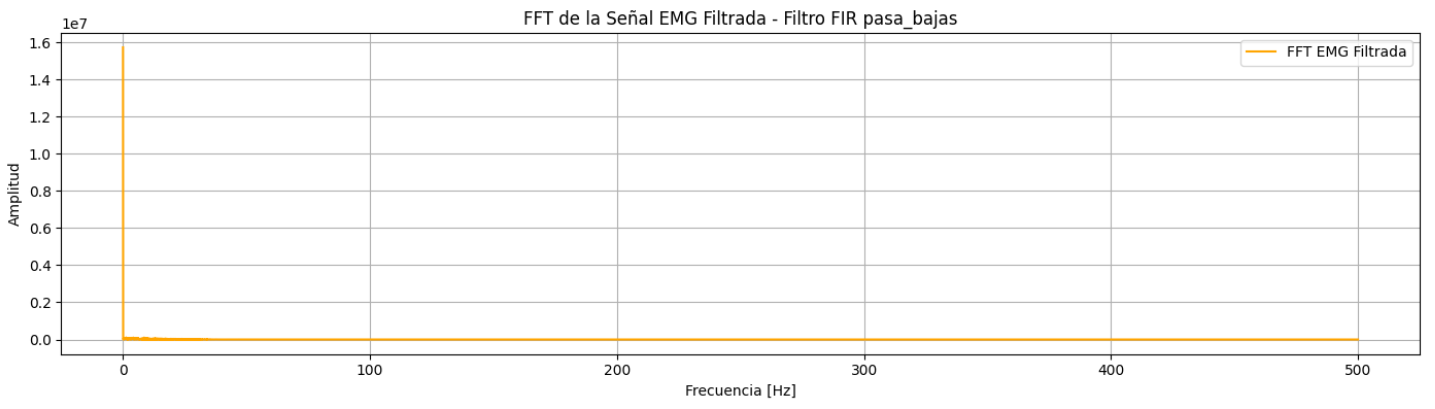 FFT de la Señal EMG Filtrada - Filtro FIR pasa_bajas
1e7
1.6
1.4
1.2
1.0
0.8
0.6
0.4
0.2
0.0
Amplitud
FFT EMG Filtrada
0 100 200 300 400 500
Frecuencia [Hz]